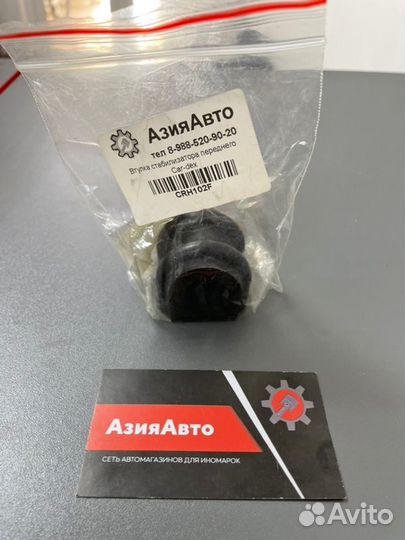 АзияАвто
тел 8-988-520-90-20
Втулка стабилизатора переднего
Car-dex
CRH102F
АзияАвто
СЕТЬ АВТОМАГАЗИНОВ ДЛЯ ИНОМАРОК
Avito